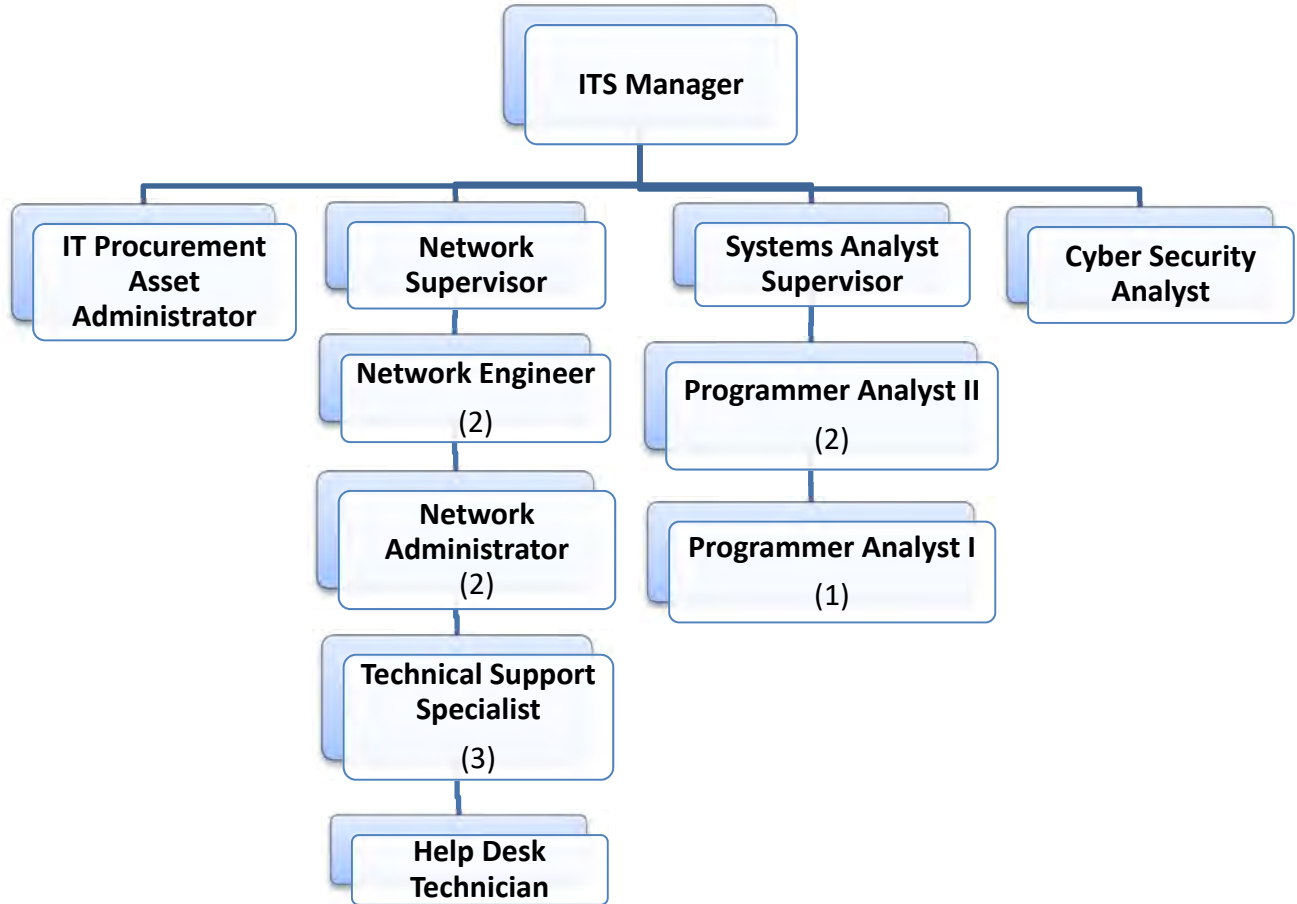 ITS Manager
IT Procurement
Asset
Administrator
Network
Supervisor
Systems Analyst
Supervisor
Cyber Security
Analyst
Network Engineer
(2)
Programmer Analyst II
(2)
Network
Administrator
(2)
Programmer Analyst I
(1)
Technical Support
Specialist
(3)
Help Desk
Technician